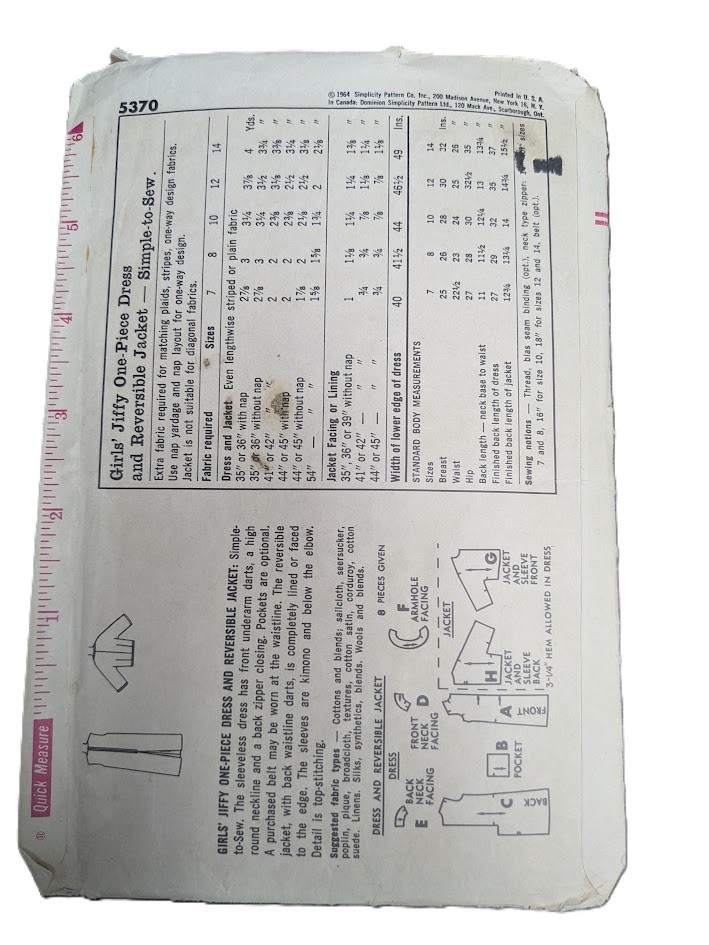 Quick Measure 1 2 3 4 5 6
5370
© 1964 Simplicity Pattern Co. Inc., 200 Madison Avenue, New York 16, N. Y.
Printed in U. S. A.
In Canada: Dominion Simplicity Pattern Ltd., 120 Mack Ave., Scarborough, Ont.
Girls' Jiffy One-Piece Dress
and Reversible Jacket — Simple-to-Sew.
Extra fabric required for matching plaids, stripes, one-way design fabrics.
Use nap yardage and nap layout for one-way design.
Jacket is not suitable for diagonal fabrics.
Fabric required Sizes 7 8 10 12 14
Dress and Jacket Even lengthwise striped or plain fabric
35" or 36" with nap 2⅞ 3 3¼ 3⅞ 4 Yds.
35" or 36" without nap 2⅞ 3 3¼ 3½ 3¾ "
41" or 42" " " 2 2 2⅜ 3⅛ 3⅜ "
44" or 45" with nap 2 2 2⅜ 2½ 3¼ "
44" or 45" without nap 1⅞ 2 2⅛ 2½ 3⅛ "
54" — " " 1⅝ 1⅝ 1¾ 2 2⅛ "
Jacket Facing or Lining
35", 36" or 39" without nap 1 1⅛ 1¼ 1¼ 1⅜ "
41" or 42" — " " ¾ ¾ ⅞ 1⅛ 1¼ "
44" or 45" — " " ¾ ¾ ⅞ ⅞ 1⅛ "
Width of lower edge of dress 40 41½ 44 46½ 49 Ins.
STANDARD BODY MEASUREMENTS
Sizes 7 8 10 12 14
Breast 25 26 28 30 32 Ins.
Waist 22½ 23 24 25 26 "
Hip 27 28 30 32½ 35 "
Back length — neck base to waist 11 11½ 12¼ 13 13¾ "
Finished back length of dress 27 29 32 35 37 "
Finished back length of jacket 12¾ 13¼ 14 14¾ 15½ "
Sewing notions — Thread, bias seam binding (opt.), neck type zipper: sizes
7 and 8, 16" for size 10, 18" for sizes 12 and 14, belt (opt.).
GIRLS' JIFFY ONE-PIECE DRESS AND REVERSIBLE JACKET: Simple-
to-Sew. The sleeveless dress has front underarm darts, a high
round neckline and a back zipper closing. Pockets are optional.
A purchased belt may be worn at the waistline. The reversible
jacket, with back waistline darts, is completely lined or faced
to the edge. The sleeves are kimono and below the elbow.
Detail is top-stitching.
Suggested fabric types — Cottons and blends; sailcloth, seersucker,
poplin, pique, broadcloth, textures, cotton satin, corduroy, cotton
suede. Linens. Silks, synthetics, blends. Wools and blends.
DRESS AND REVERSIBLE JACKET 8 PIECES GIVEN
DRESS
E BACK NECK FACING
FRONT NECK FACING D
F ARMHOLE FACING
C BACK
B POCKET
A FRONT
JACKET
H JACKET AND SLEEVE BACK
G JACKET AND SLEEVE FRONT
3-1/4" HEM ALLOWED IN DRESS